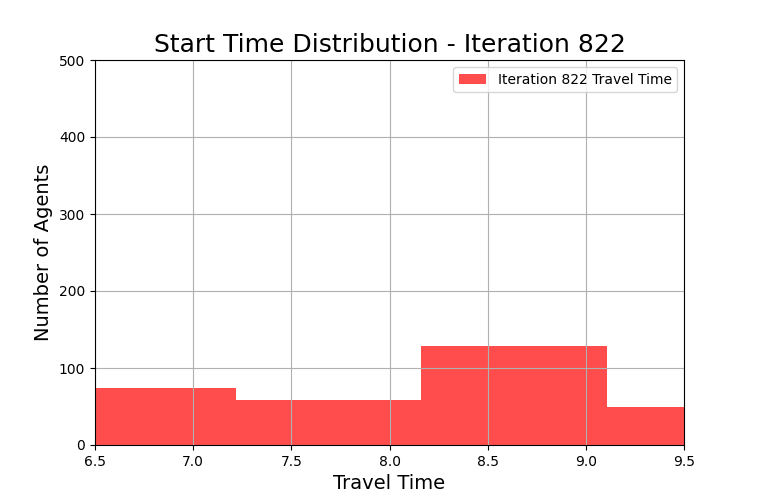 Start Time Distribution - Iteration 822
Iteration 822 Travel Time
Number of Agents
500
400
300
200
100
0
6.5 7.0 7.5 8.0 8.5 9.0 9.5
Travel Time